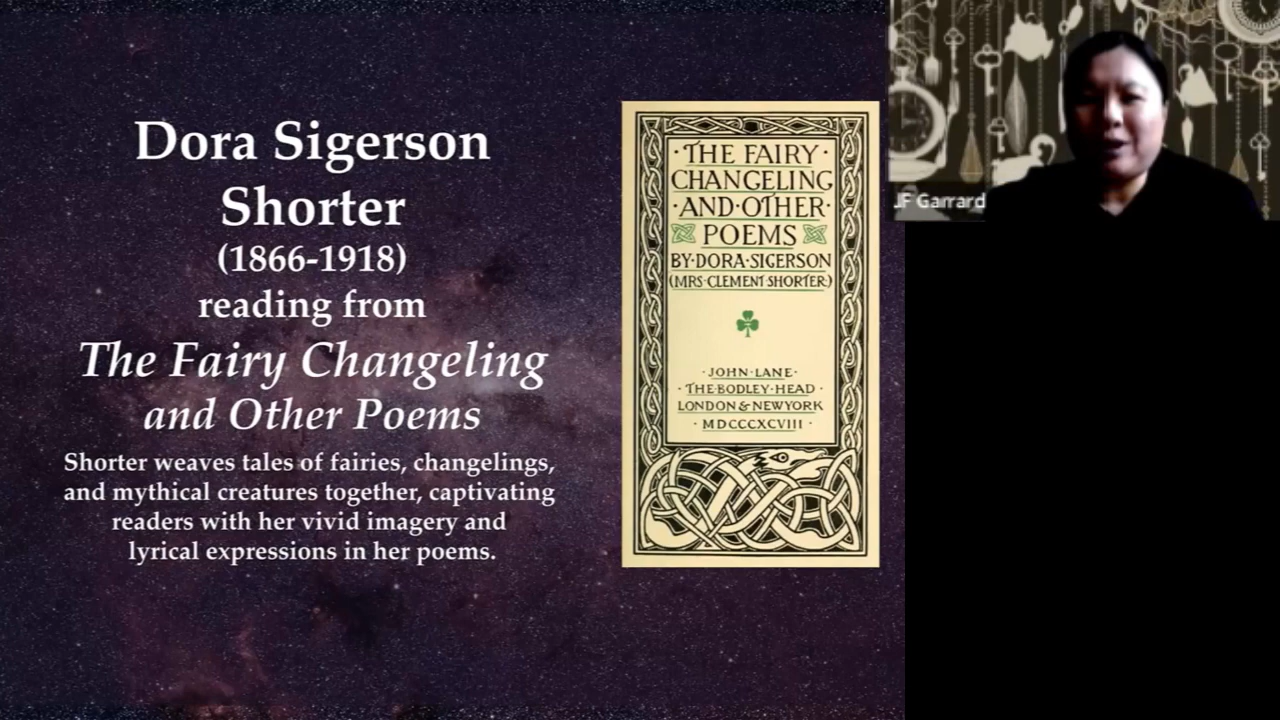 Dora Sigerson
Shorter
(1866-1918)
reading from
The Fairy Changeling
and Other Poems
Shorter weaves tales of fairies, changelings,
and mythical creatures together, captivating
readers with her vivid imagery and
lyrical expressions in her poems.
·THE FAIRY·
CHANGELING
·AND·OTHER·
POEMS
BY·DORA·SIGERSON
(MRS·CLEMENT·SHORTER·)
·JOHN·LANE·
·THE·BODLEY·HEAD·
LONDON & NEW YORK
·MDCCCXCVIII·
JF Garrard